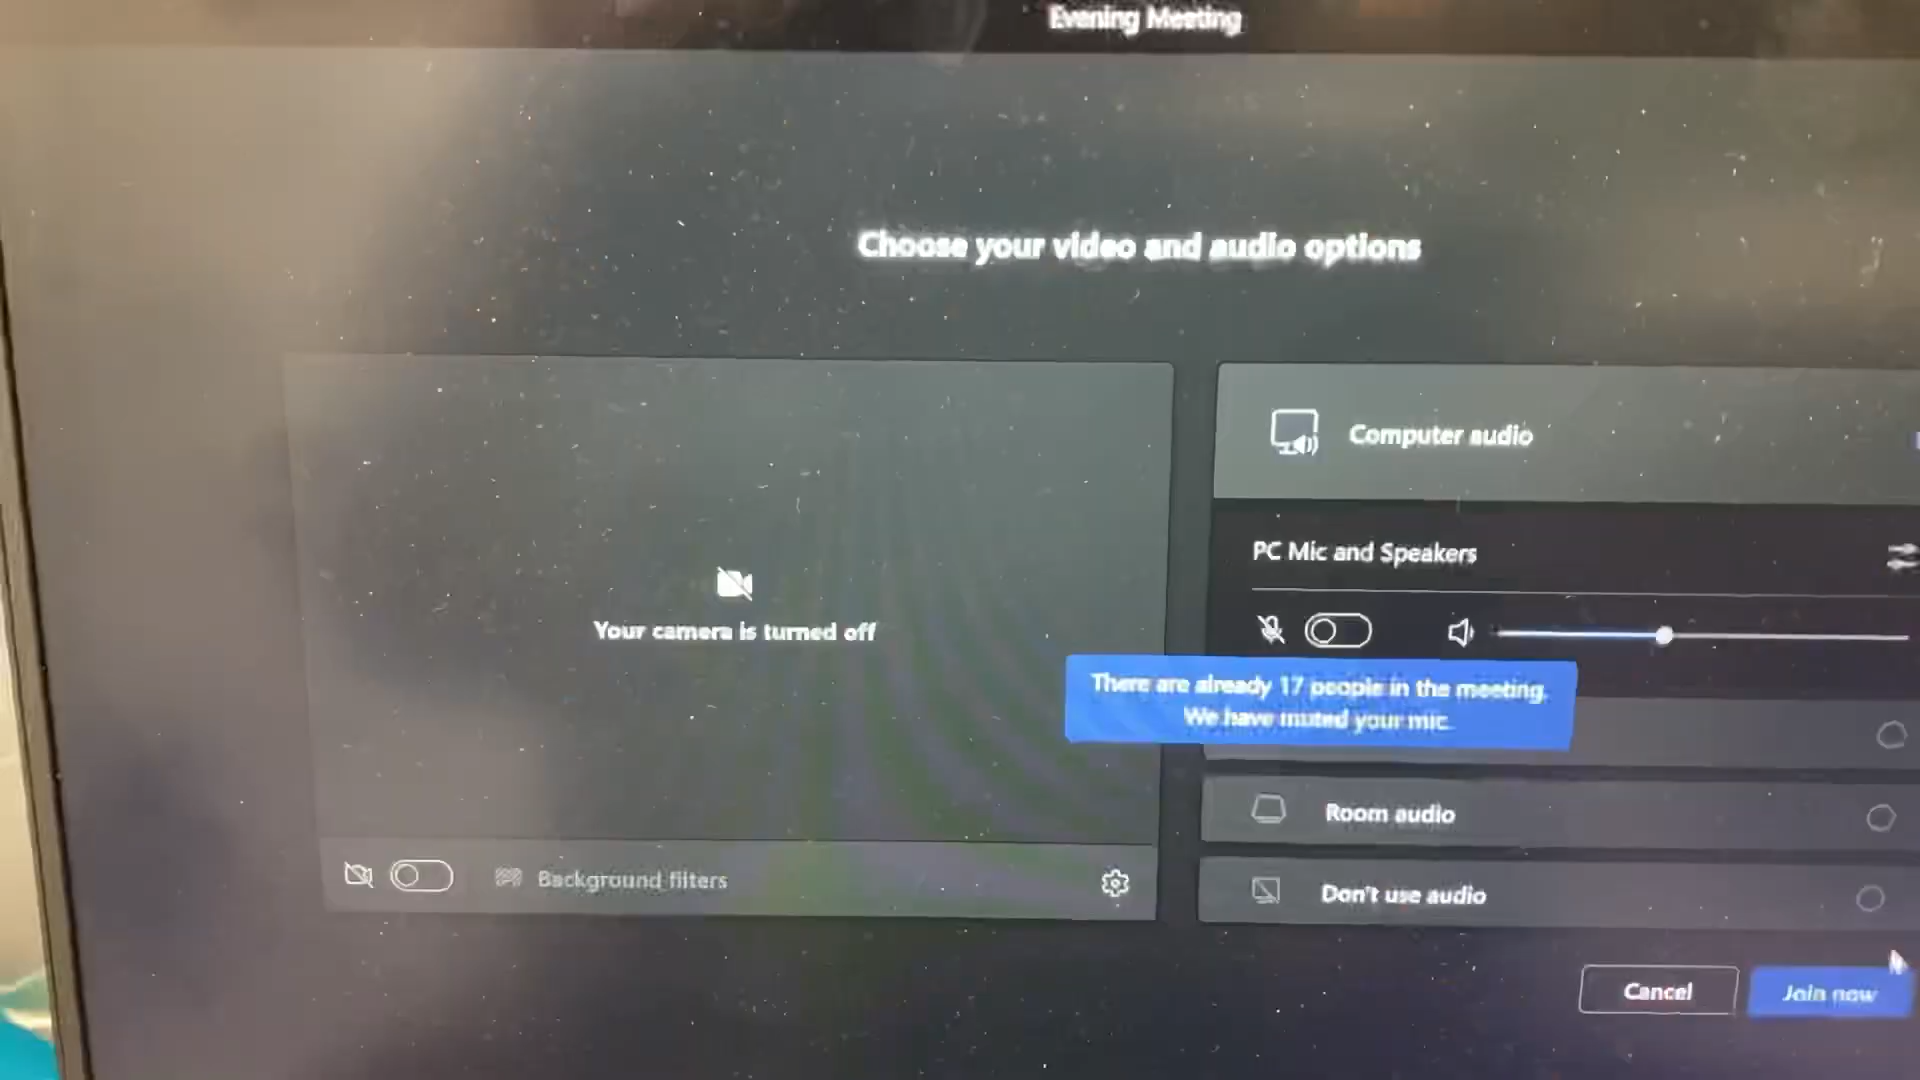 Evening Meeting
Choose your video and audio options
Computer audio
PC Mic and Speakers
Your camera is turned off
There are already 17 people in the meeting.
We have muted your mic.
Room audio
Background filters
Don't use audio
Cancel
Join now